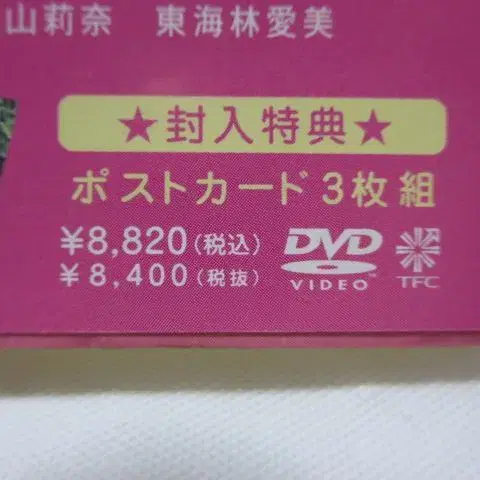 山莉奈 東海林愛美
★封入特典★
ポストカード3枚組
¥8,820(税込)
¥8,400(税抜)
DVD
VIDEO™
TFC